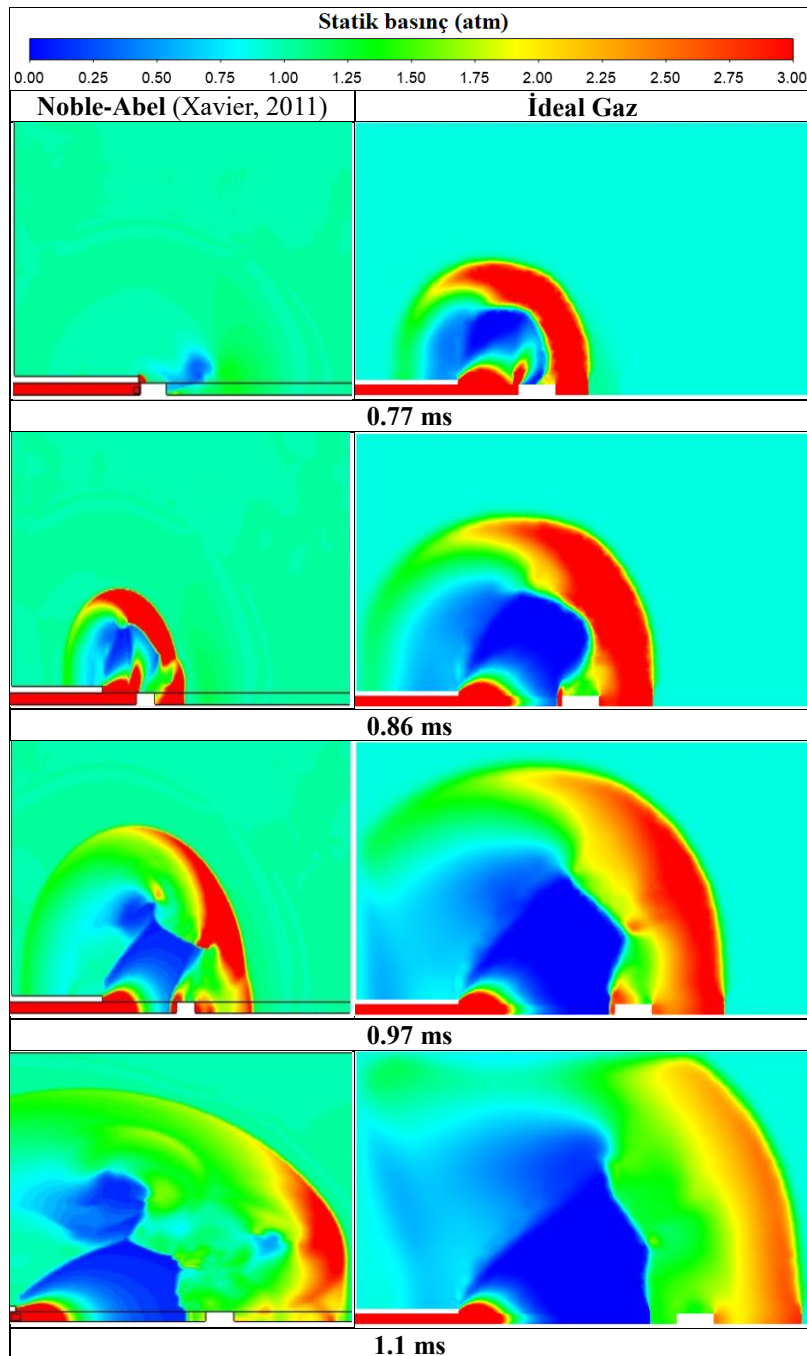 Statik basınç (atm)
0.00 0.25 0.50 0.75 1.00 1.25 1.50 1.75 2.00 2.25 2.50 2.75 3.00
Noble-Abel (Xavier, 2011) İdeal Gaz
0.77 ms
0.86 ms
0.97 ms
1.1 ms